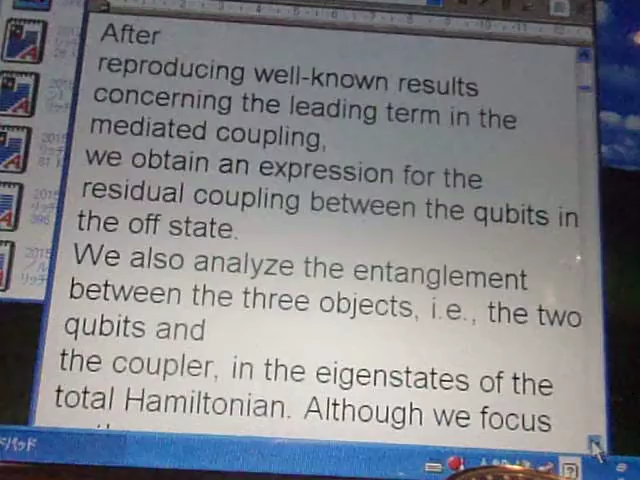 After
reproducing well-known results
concerning the leading term in the
mediated coupling,
we obtain an expression for the
residual coupling between the qubits in
the off state.
We also analyze the entanglement
between the three objects, i.e., the two
qubits and
the coupler, in the eigenstates of the
total Hamiltonian. Although we focus